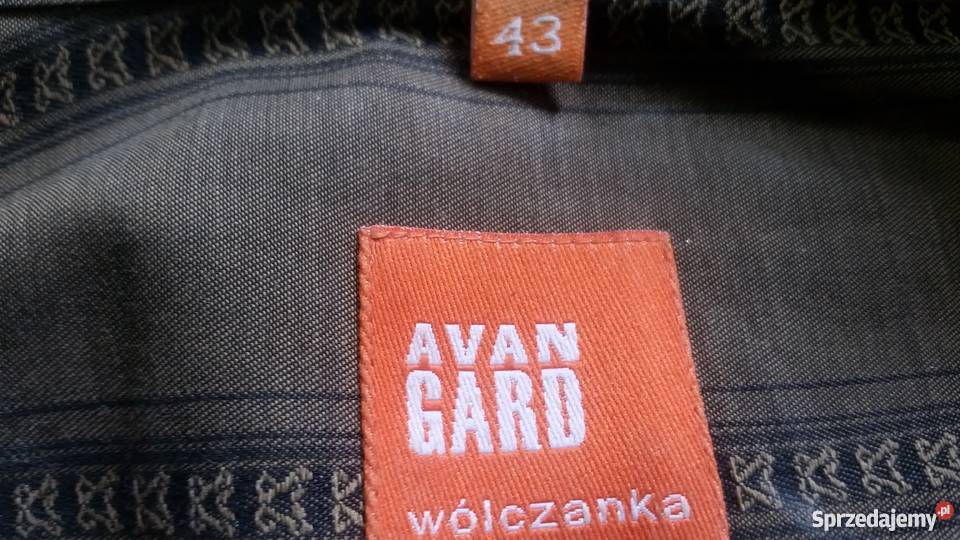 43
AVAN
GARD
wólczanka
Sprzedajemy.pl